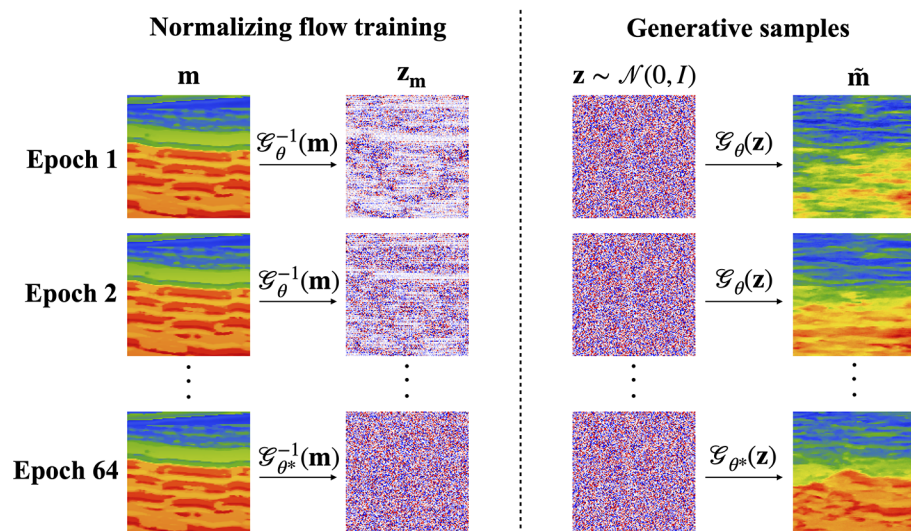 Normalizing flow training
Generative samples
m
z_m
z ∼ 𝒩(0, I)
m̃
Epoch 1
𝒢_θ^{-1}(m)
𝒢_θ(z)
Epoch 2
𝒢_θ^{-1}(m)
𝒢_θ(z)
Epoch 64
𝒢_{θ*}^{-1}(m)
𝒢_{θ*}(z)